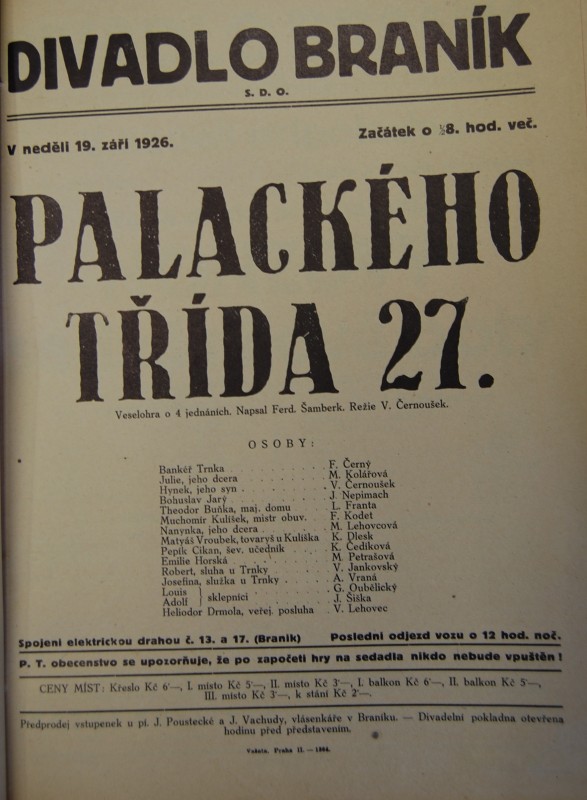 DIVADLO BRANÍK
S. D. O.
V neděli 19. září 1926.
Začátek o ½8. hod. več.
PALACKÉHO
TŘÍDA 27.
Veselohra o 4 jednáních. Napsal Ferd. Šamberk. Režie V. Černoušek.
OSOBY:
Bankéř Trnka . . . . . . . . . . F. Černý
Julie, jeho dcera . . . . . . . . M. Kolářová
Hynek, jeho syn . . . . . . . . V. Černoušek
Bohuslav Jarý . . . . . . . . . J. Nepimach
Theodor Buňka, maj. domu . . . L. Franta
Muchomír Kulíšek, mistr obuv. . . F. Kodet
Nanynka, jeho dcera . . . . . . M. Lehovcová
Matyáš Vroubek, tovaryš u Kulíška K. Dlesk
Pepík Cikan, šev. učedník . . . . K. Čedíková
Emilie Horská . . . . . . . . . M. Petrašová
Robert, sluha u Trnky . . . . . V. Jankovský
Josefina, služka u Trnky . . . . A. Vraná
Louis } sklepníci . . . . . . . G. Oubělický
Adolf } J. Šiška
Heliodor Drmola, veřej. posluha . V. Lehovec
Spojení elektrickou drahou č. 13. a 17. (Braník) Poslední odjezd vozu o 12 hod. noč.
P. T. obecenstvo se upozorňuje, že po započetí hry na sedadla nikdo nebude vpuštěn!
CENY MÍST: Křeslo Kč 6·—, I. místo Kč 5·—, II. místo Kč 3·—, I. balkon Kč 6·—, II. balkon Kč 5·—,
III. místo Kč 3·—, k stání Kč 2·—.
Předprodej vstupenek u pí. J. Poustecké a J. Vachudy, vlásenkáře v Braníku. — Divadelní pokladna otevřena
hodinu před představením.
Vaňata, Praha II. — 1804.